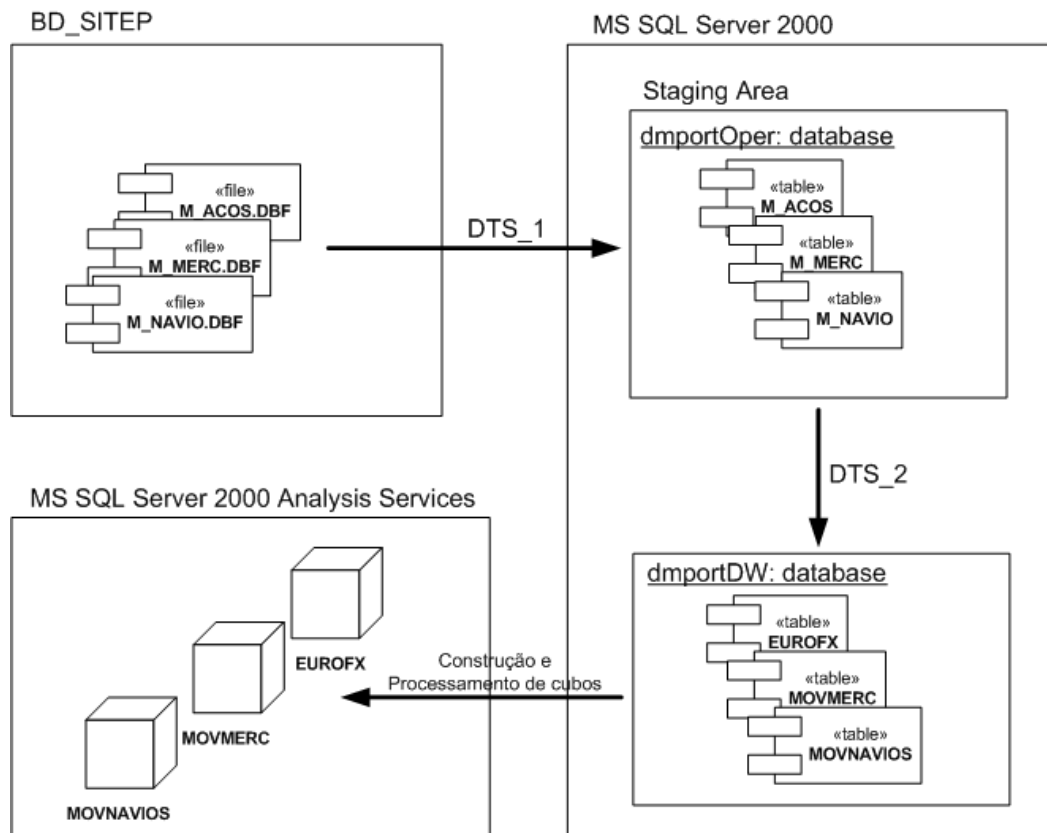 BD_SITEP
«file»
M_ACOS.DBF
«file»
M_MERC.DBF
«file»
M_NAVIO.DBF
DTS_1
MS SQL Server 2000
Staging Area
dmportOper: database
«table»
M_ACOS
«table»
M_MERC
«table»
M_NAVIO
DTS_2
dmportDW: database
«table»
EUROFX
«table»
MOVMERC
«table»
MOVNAVIOS
Construção e
Processamento de cubos
MS SQL Server 2000 Analysis Services
EUROFX
MOVMERC
MOVNAVIOS